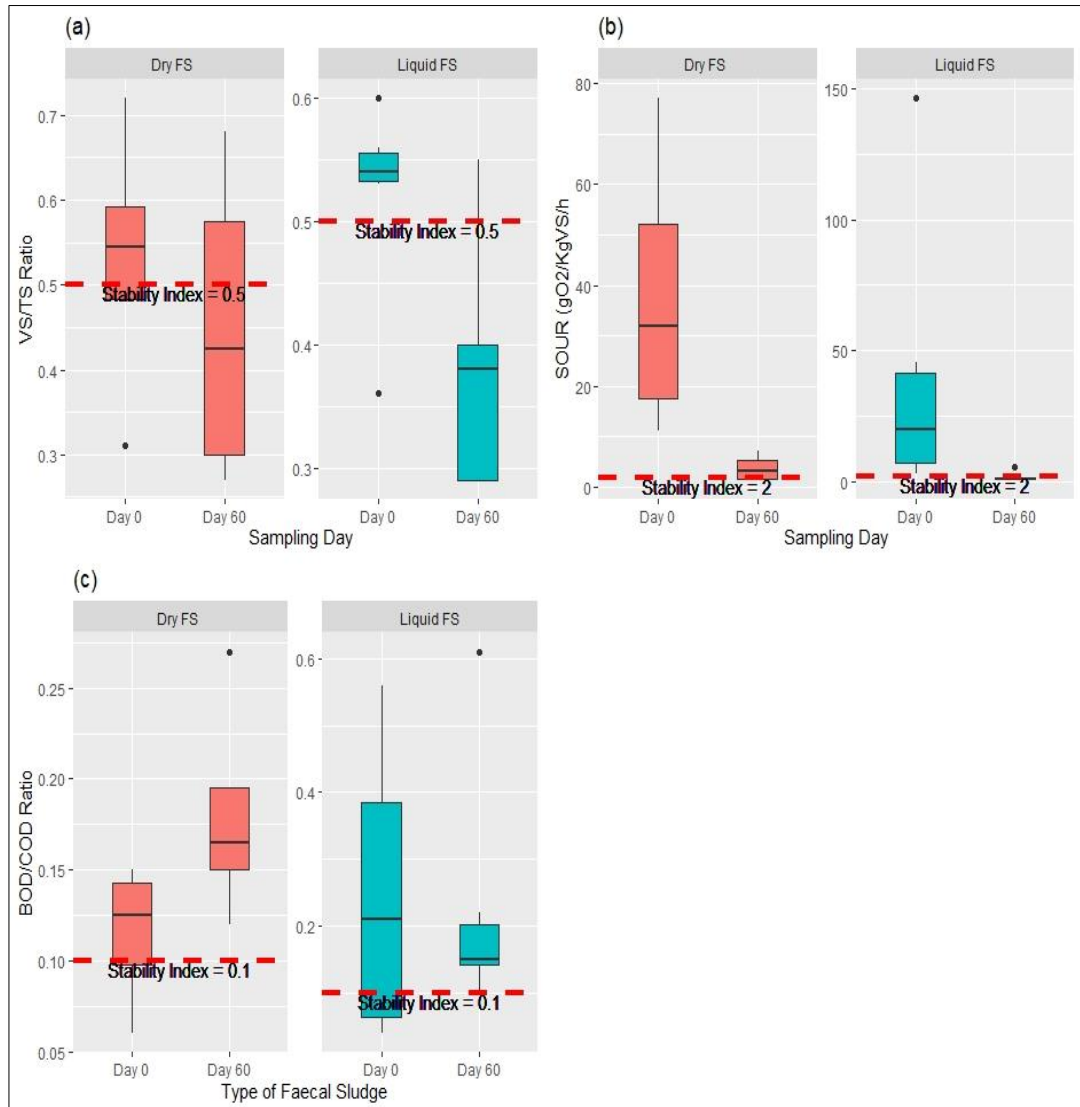 (a)
Dry FS
Liquid FS
VS/TS Ratio
0.7
0.6
0.5
0.4
0.3
0.6
0.5
0.4
0.3
Stability Index = 0.5
Stability Index = 0.5
Day 0
Day 60
Day 0
Day 60
Sampling Day
(b)
Dry FS
Liquid FS
SOUR (gO2/KgVS/h
80
60
40
20
0
150
100
50
0
Stability Index = 2
Stability Index = 2
Day 0
Day 60
Day 0
Day 60
Sampling Day
(c)
Dry FS
Liquid FS
BOD/COD Ratio
0.25
0.20
0.15
0.10
0.05
0.6
0.4
0.2
Stability Index = 0.1
Stability Index = 0.1
Day 0
Day 60
Day 0
Day 60
Type of Faecal Sludge